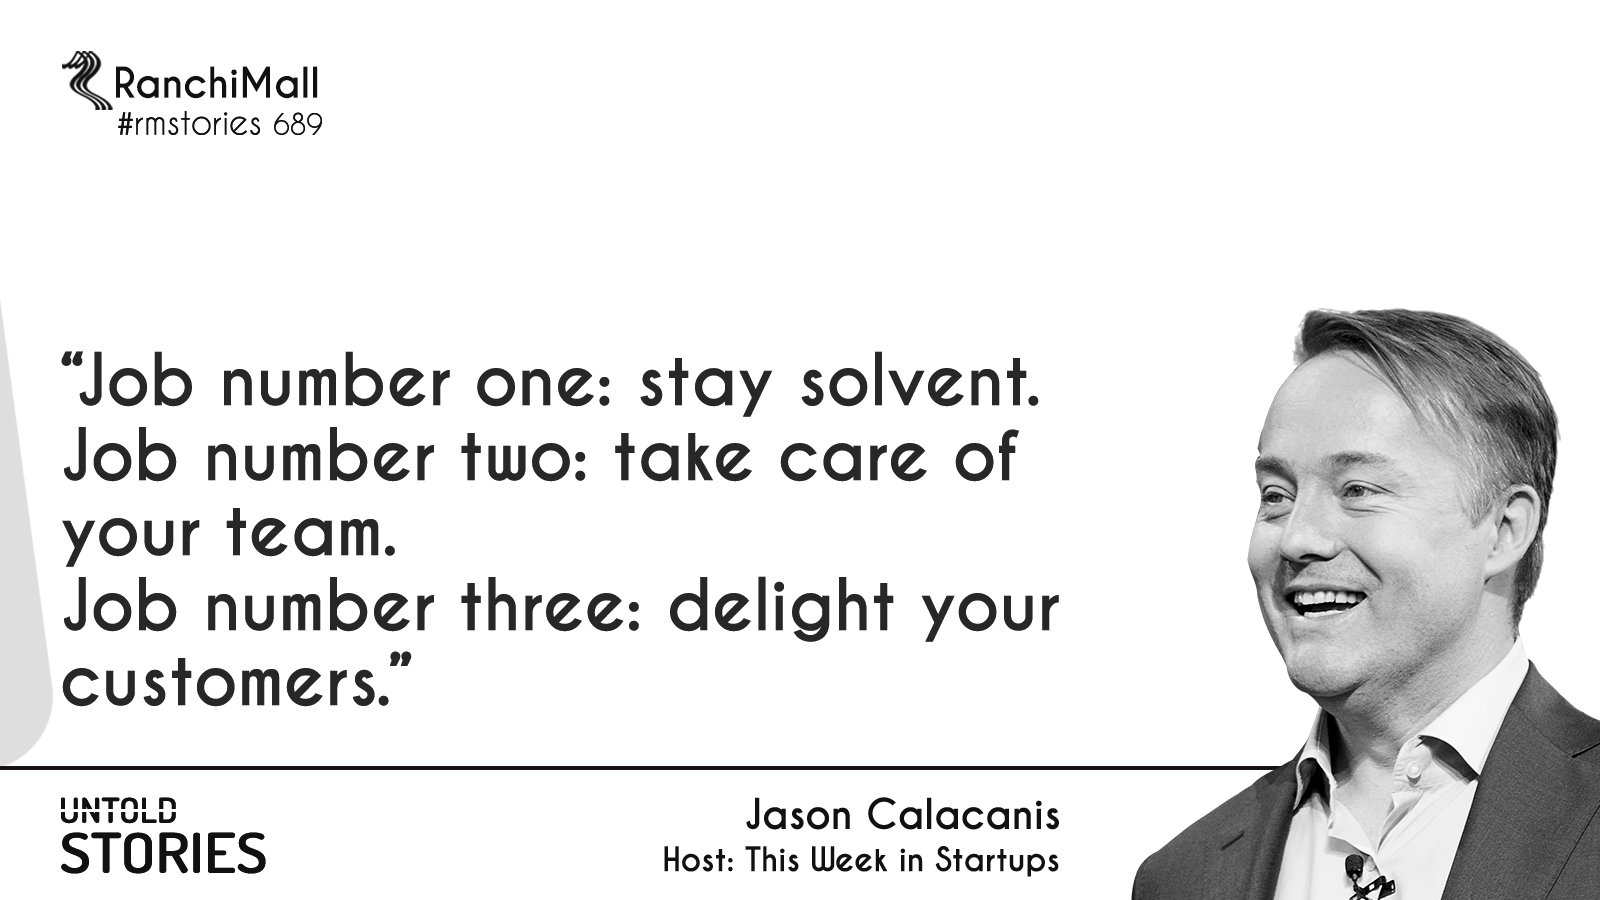 RanchiMall
#rmstories 689
“Job number one: stay solvent.
Job number two: take care of
your team.
Job number three: delight your
customers.”
UNTOLD
STORIES
Jason Calacanis
Host: This Week in Startups